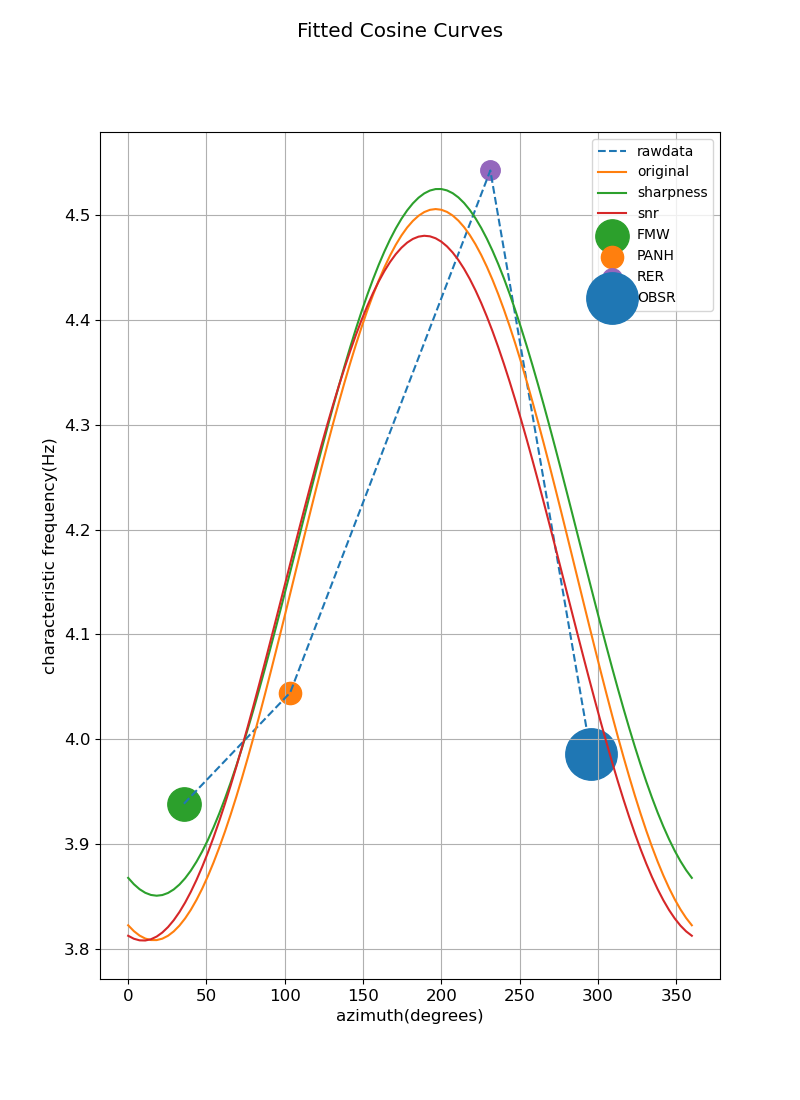 Fitted Cosine Curves
rawdata
original
sharpness
snr
FMW
PANH
RER
OBSR
characteristic frequency(Hz)
4.5
4.4
4.3
4.2
4.1
4.0
3.9
3.8
0 50 100 150 200 250 300 350
azimuth(degrees)